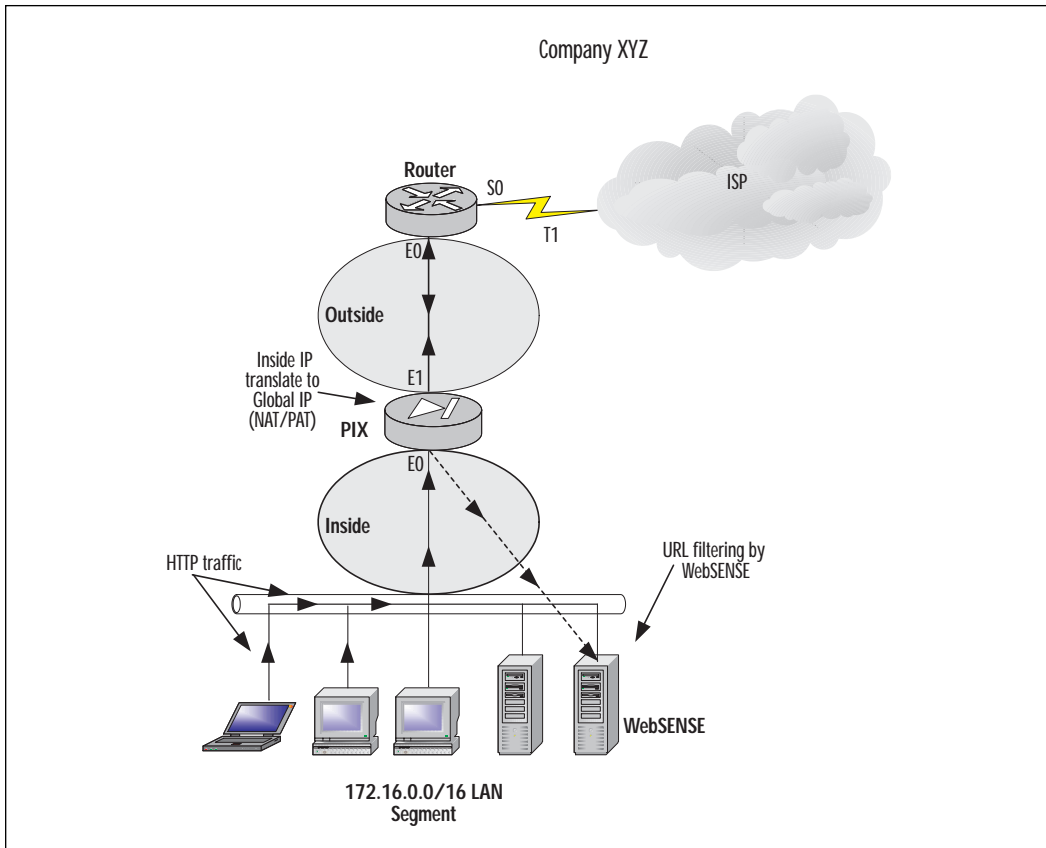 Company XYZ
Router
S0
ISP
T1
E0
Outside
Inside IP
translate to
Global IP
(NAT/PAT)
E1
PIX
E0
Inside
HTTP traffic
URL filtering by
WebSENSE
WebSENSE
172.16.0.0/16 LAN
Segment